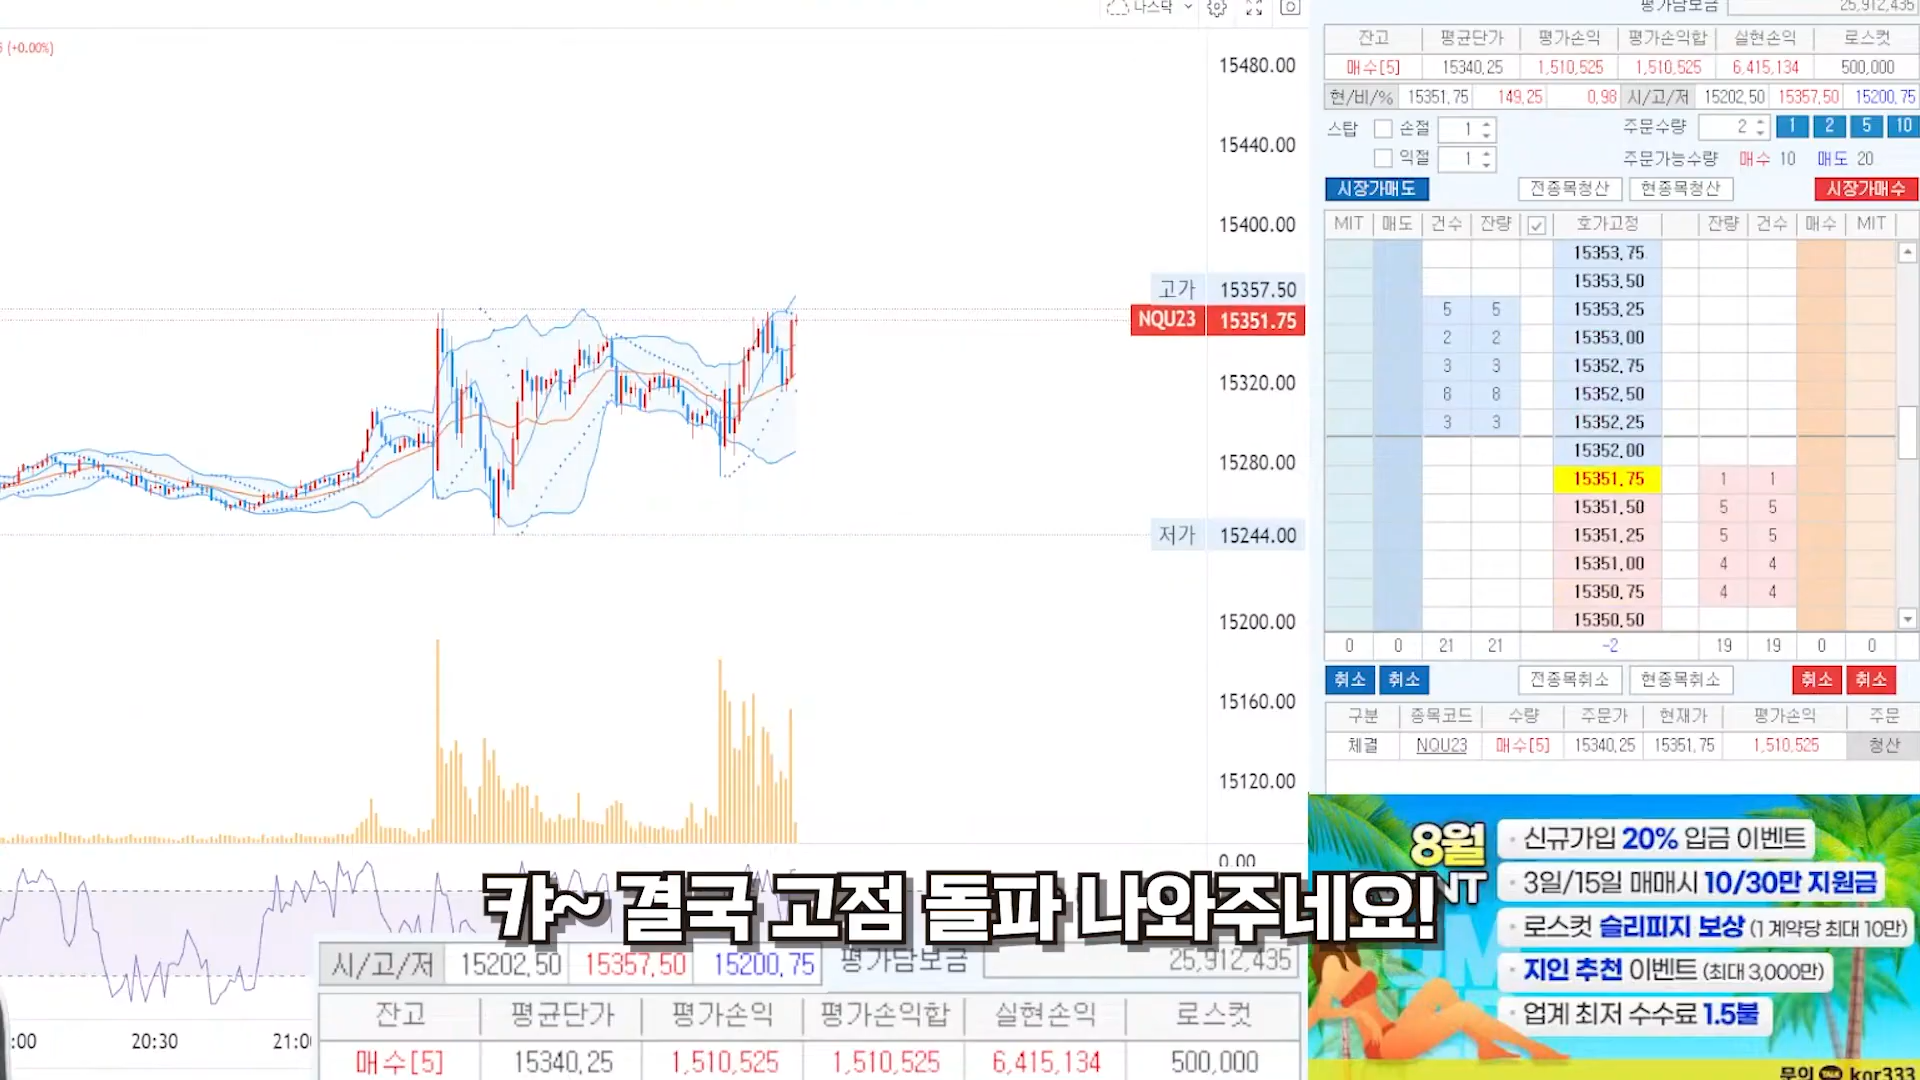 나스닥
5 (+0.00%)
15480.00
15440.00
15400.00
고가 15357.50
NQU23 15351.75
15320.00
15280.00
저가 15244.00
15200.00
15160.00
15120.00
0.00
:00 20:30 21:0
평가담보금 25,912,435
잔고 평균단가 평가손익 평가손익합 실현손익 로스컷
매수[5] 15340.25 1,510,525 1,510,525 6,415,134 500,000
현/비/% 15351.75 149.25 0.98 시/고/저 15202.50 15357.50 15200.75
스탑 손절 1 주문수량 2 1 2 5 10
익절 1 주문가능수량 매수 10 매도 20
시장가매도 전종목청산 현종목청산 시장가매수
MIT 매도 건수 잔량 호가고정 잔량 건수 매수 MIT
15353.75
15353.50
5 5 15353.25
2 2 15353.00
3 3 15352.75
8 8 15352.50
3 3 15352.25
15352.00
15351.75 1 1
15351.50 5 5
15351.25 5 5
15351.00 4 4
15350.75 4 4
15350.50
0 0 21 21 -2 19 19 0 0
취소 취소 전종목취소 현종목취소 취소 취소
구분 종목코드 수량 주문가 현재가 평가손익 주문
체결 NQU23 매수[5] 15340.25 15351.75 1,510,525 청산
8월
NT
· 신규가입 20% 입금 이벤트
· 3일/15일 매매시 10/30만 지원금
· 로스컷 슬리피지 보상 (1 계약당 최대 10만)
· 지인 추천 이벤트 (최대 3,000만)
· 업계 최저 수수료 1.5불
문의 TALK kor333
캬~ 결국 고점 돌파 나와주네요!
시/고/저 15202.50 15357.50 15200.75 평가담보금 25,912,435
잔고 평균단가 평가손익 평가손익합 실현손익 로스컷
매수[5] 15340.25 1,510,525 1,510,525 6,415,134 500,000